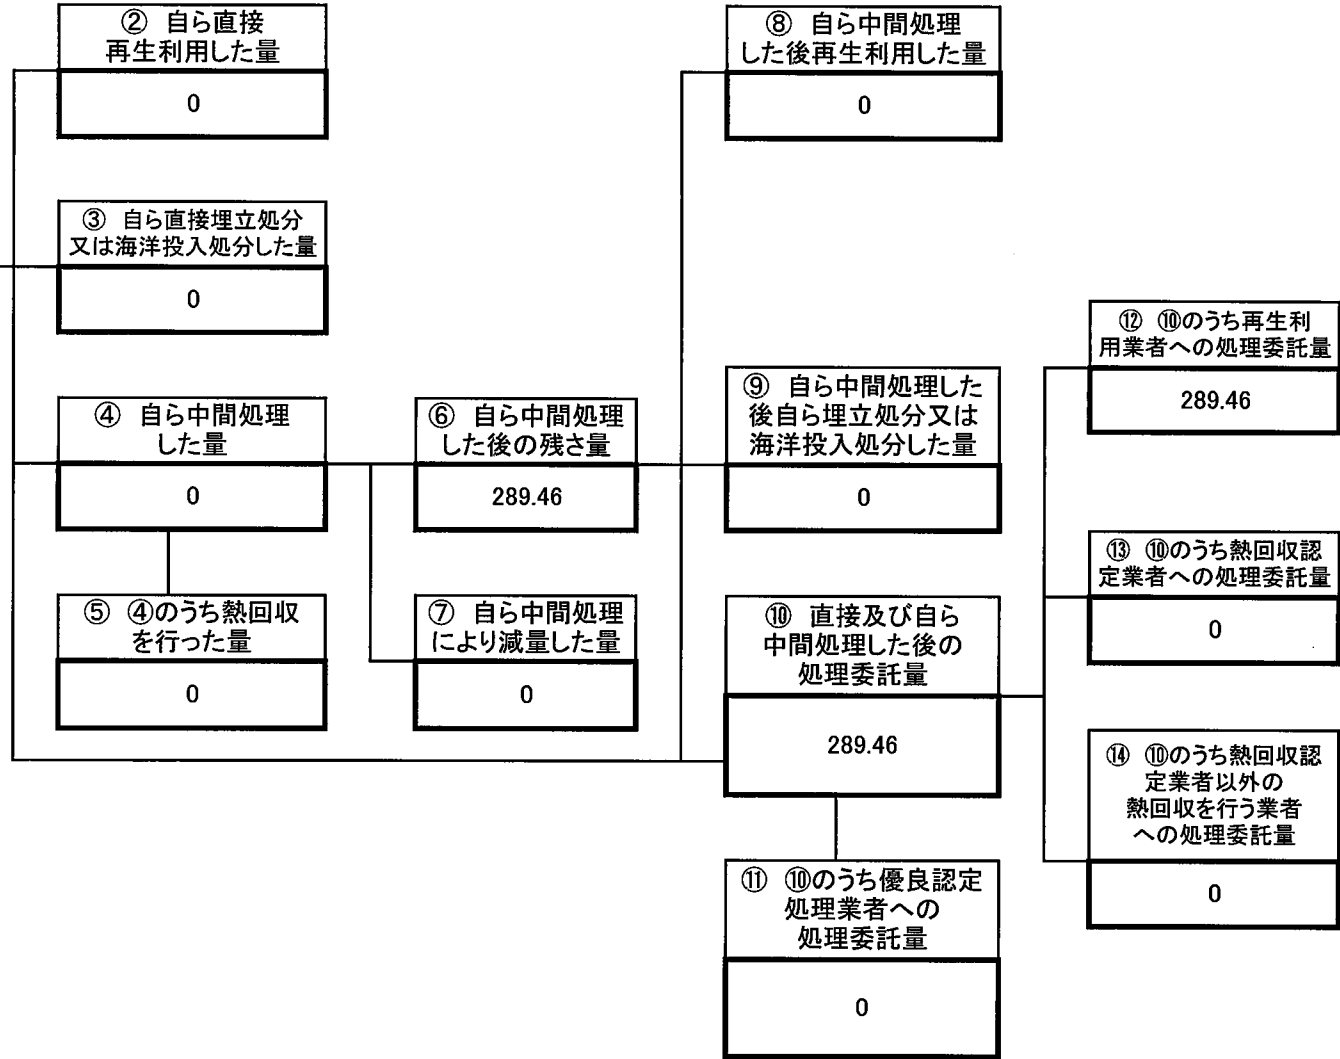 ② 自ら直接
再生利用した量
0
③ 自ら直接埋立処分
又は海洋投入処分した量
0
④ 自ら中間処理
した量
0
⑤ ④のうち熱回収
を行った量
0
⑥ 自ら中間処理
した後の残さ量
289.46
⑦ 自ら中間処理
により減量した量
0
⑧ 自ら中間処理
した後再生利用した量
0
⑨ 自ら中間処理した
後自ら埋立処分又は
海洋投入処分した量
0
⑩ 直接及び自ら
中間処理した後の
処理委託量
289.46
⑪ ⑩のうち優良認定
処理業者への
処理委託量
0
⑫ ⑩のうち再生利
用業者への処理委託量
289.46
⑬ ⑩のうち熱回収認
定業者への処理委託量
0
⑭ ⑩のうち熱回収認
定業者以外の
熱回収を行う業者
への処理委託量
0